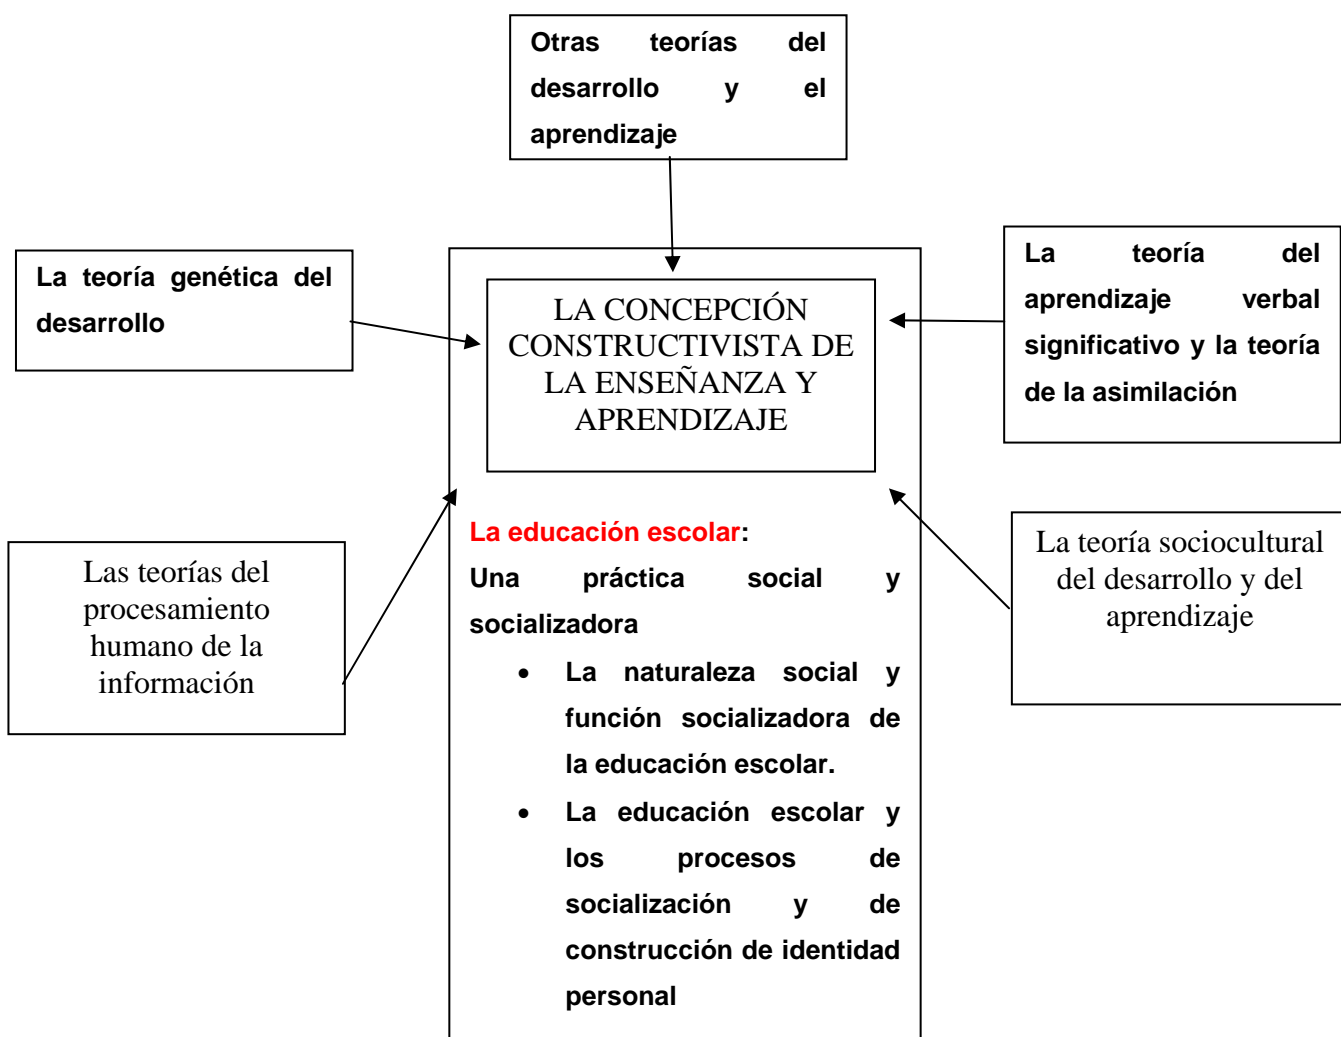 Otras teorías del
desarrollo y el
aprendizaje
La teoría genética del
desarrollo
LA CONCEPCIÓN
CONSTRUCTIVISTA DE
LA ENSEÑANZA Y
APRENDIZAJE
La teoría del
aprendizaje verbal
significativo y la teoría
de la asimilación
Las teorías del
procesamiento
humano de la
información
La educación escolar:
Una práctica social y
socializadora
• La naturaleza social y
función socializadora de
la educación escolar.
• La educación escolar y
los procesos de
socialización y de
construcción de identidad
personal
La teoría sociocultural
del desarrollo y del
aprendizaje